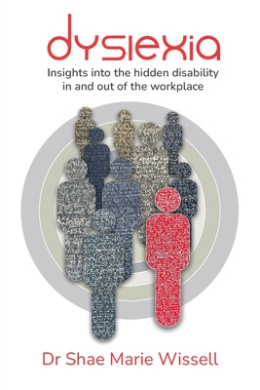 dyslexia
Insights into the hidden disability
in and out of the workplace
Dr Shae Marie Wissell